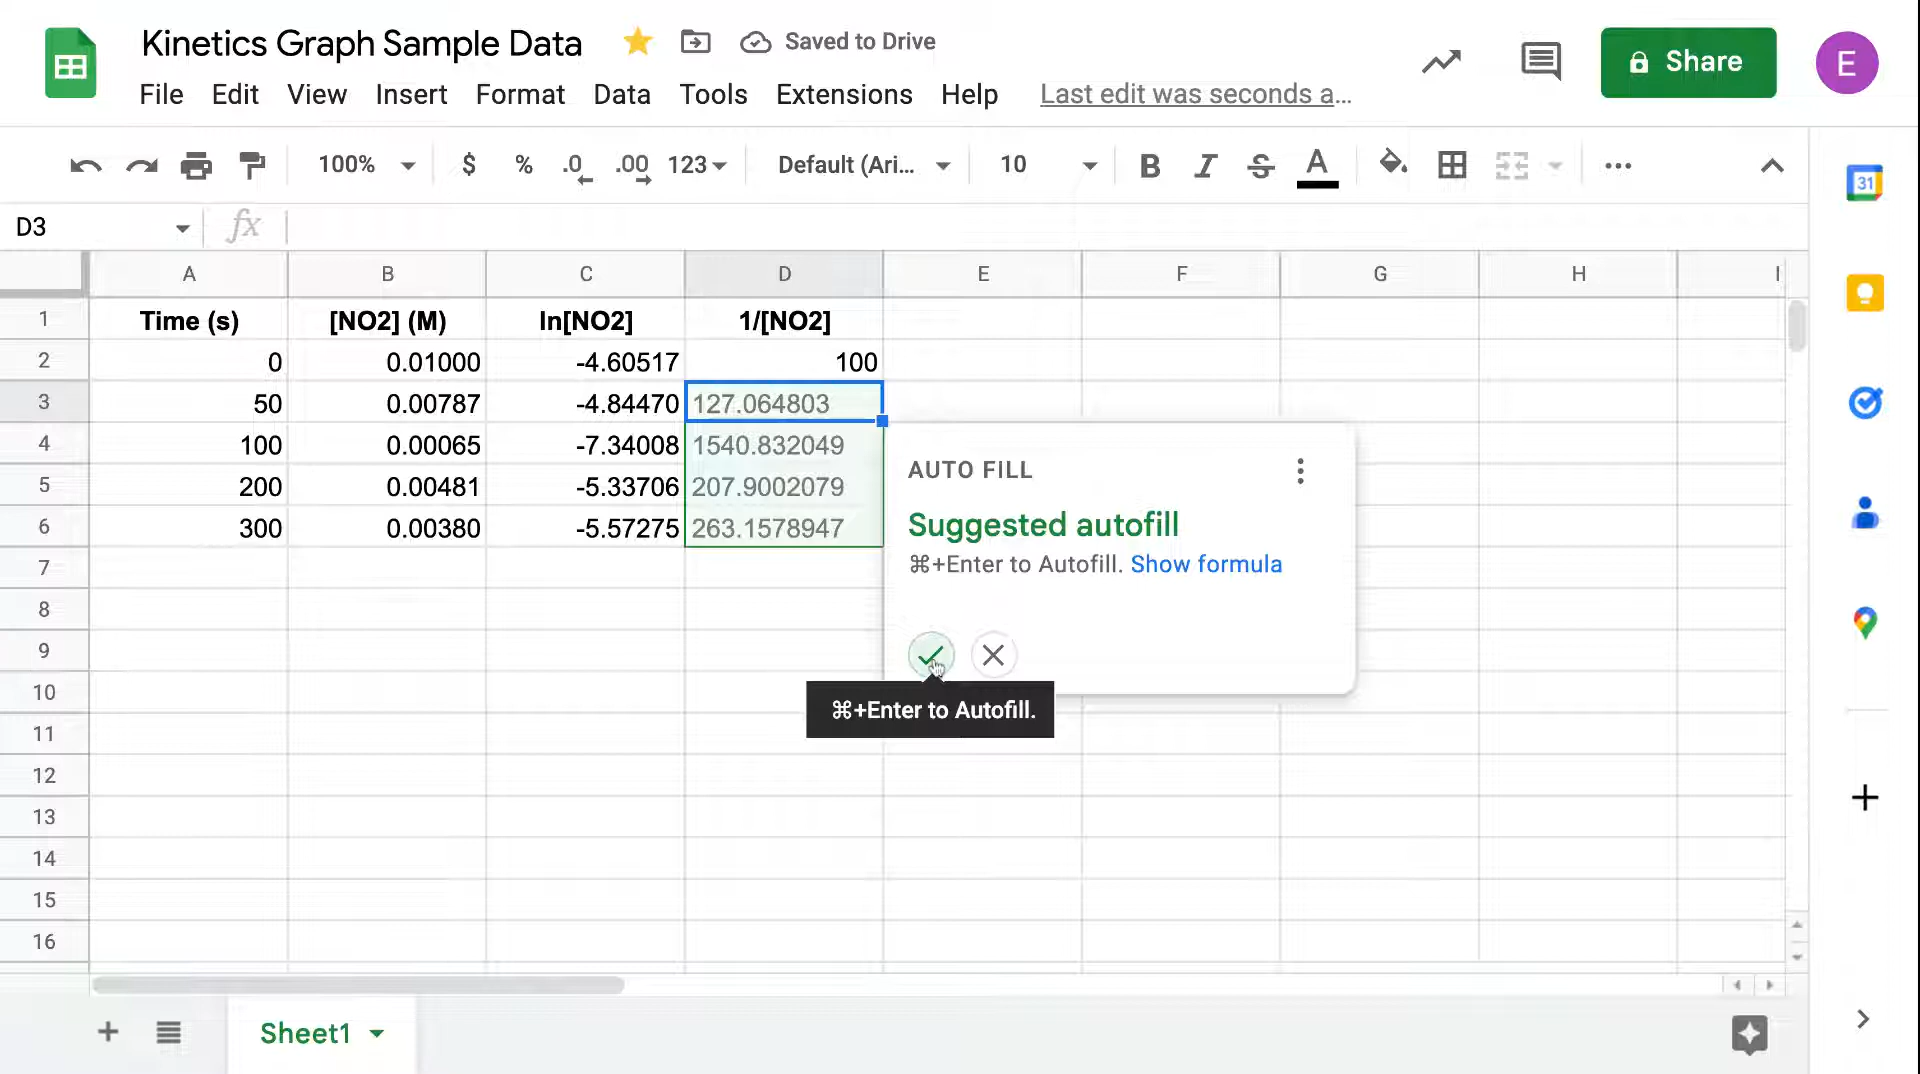 Kinetics Graph Sample Data Saved to Drive
File Edit View Insert Format Data Tools Extensions Help Last edit was seconds a...
Share
E
100% $ % .0 .00 123 Default (Ari... 10 B I S A
31
D3 fx
A B C D E F G H I
1 Time (s) [NO2] (M) ln[NO2] 1/[NO2]
2 0 0.01000 -4.60517 100
3 50 0.00787 -4.84470 127.064803
4 100 0.00065 -7.34008 1540.832049
5 200 0.00481 -5.33706 207.9002079
6 300 0.00380 -5.57275 263.1578947
7
8
9
10
11
12
13
14
15
16
AUTO FILL
Suggested autofill
⌘+Enter to Autofill. Show formula
⌘+Enter to Autofill.
Sheet1